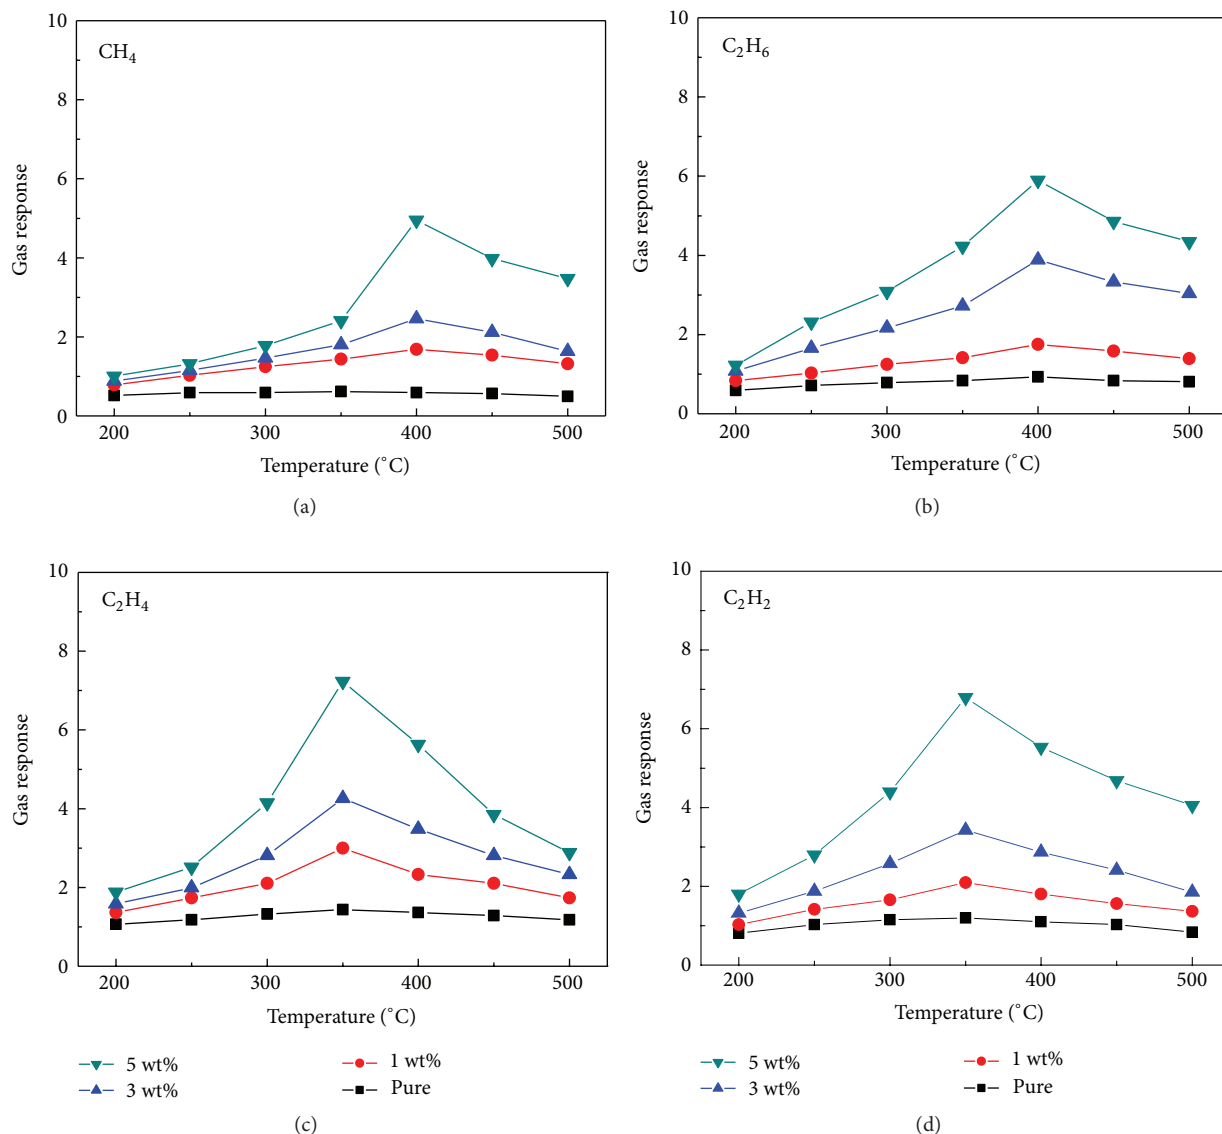 CH4
10
8
6
4
2
0
Gas response
200 300 400 500
Temperature (°C)
(a)
C2H6
10
8
6
4
2
0
Gas response
200 300 400 500
Temperature (°C)
(b)
C2H4
10
8
6
4
2
0
Gas response
200 300 400 500
Temperature (°C)
5 wt% 1 wt%
3 wt% Pure
(c)
C2H2
10
8
6
4
2
0
Gas response
200 300 400 500
Temperature (°C)
5 wt% 1 wt%
3 wt% Pure
(d)